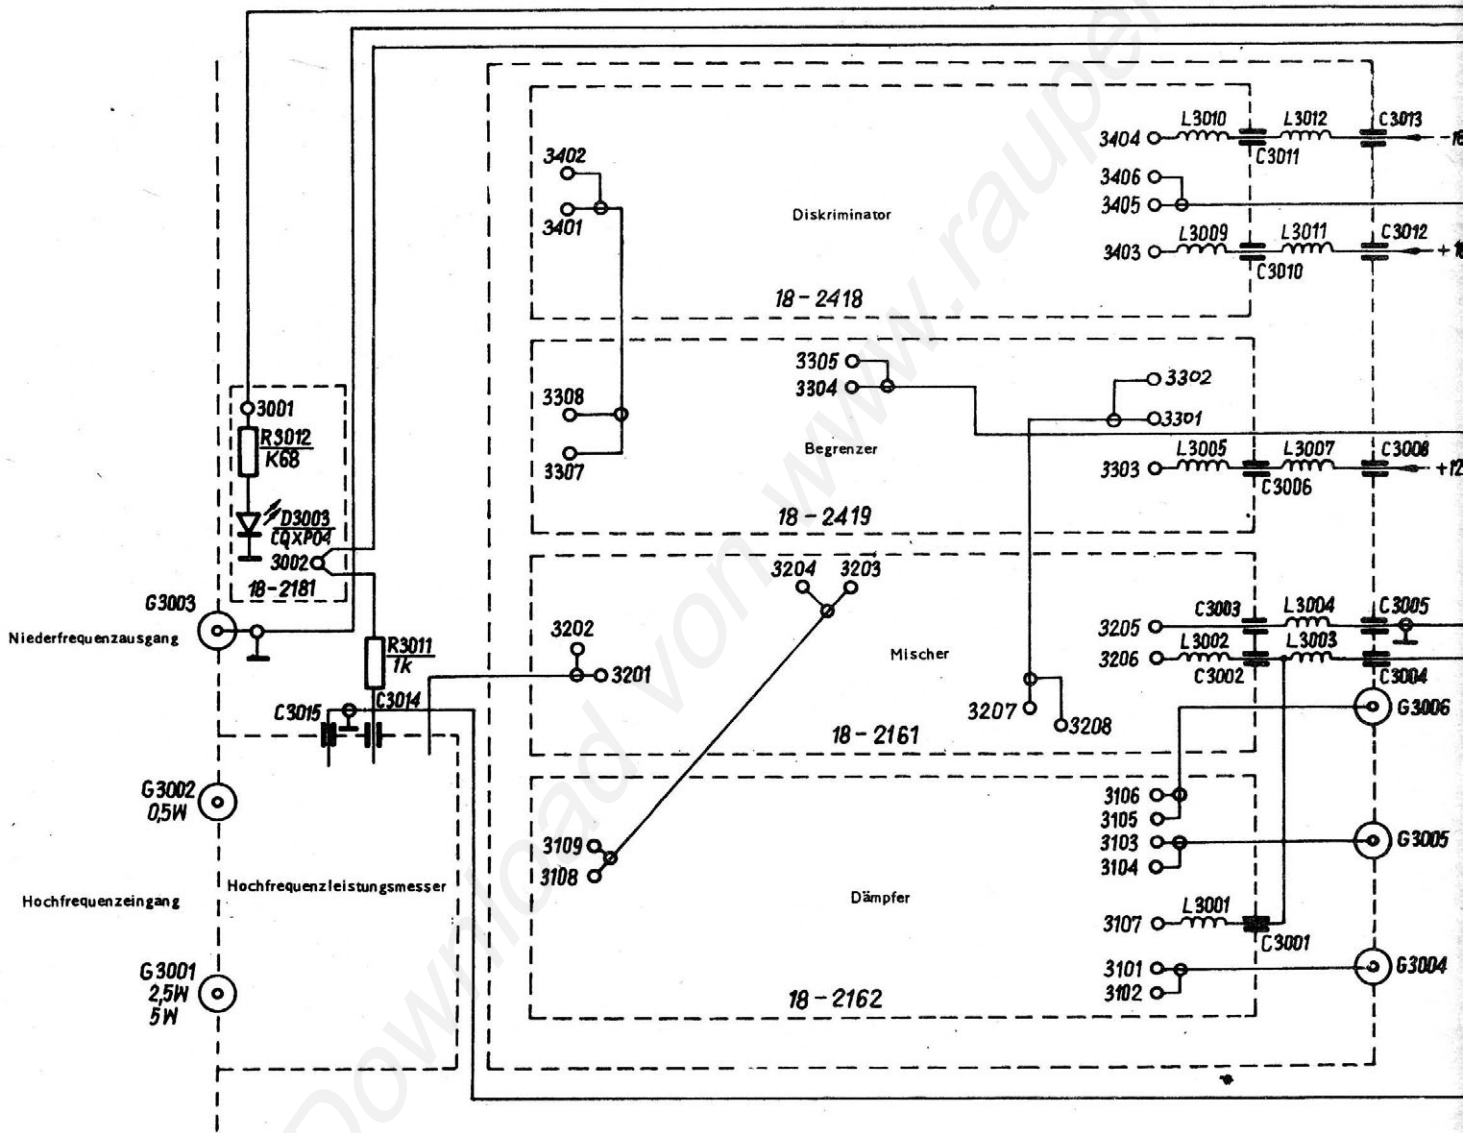 L3010
L3012
C3013
3404
C3011
3402
3406
3401
3405
Diskriminator
L3009
L3011
C3012
3403
C3010
18-2418
3305
3304
3302
3301
3308
3307
Begrenzer
L3005
L3007
C3008
3303
+12
C3006
18-2419
3001
R3012
K68
D3003
CQXP04
3002
18-2181
G3003
Niederfrequenzausgang
R3011
1k
C3015
C3014
3204
3203
3202
3201
Mischer
C3003
L3004
C3005
3205
L3002
L3003
3206
C3002
C3004
3207
3208
18-2161
G3006
G3002
0,5W
3106
3105
3103
3104
G3005
3109
3108
Hochfrequenzleistungsmesser
Hochfrequenzeingang
Dämpfer
L3001
3107
C3001
G3001
2,5W
5W
3101
3102
G3004
18-2162
Download von www.rauper